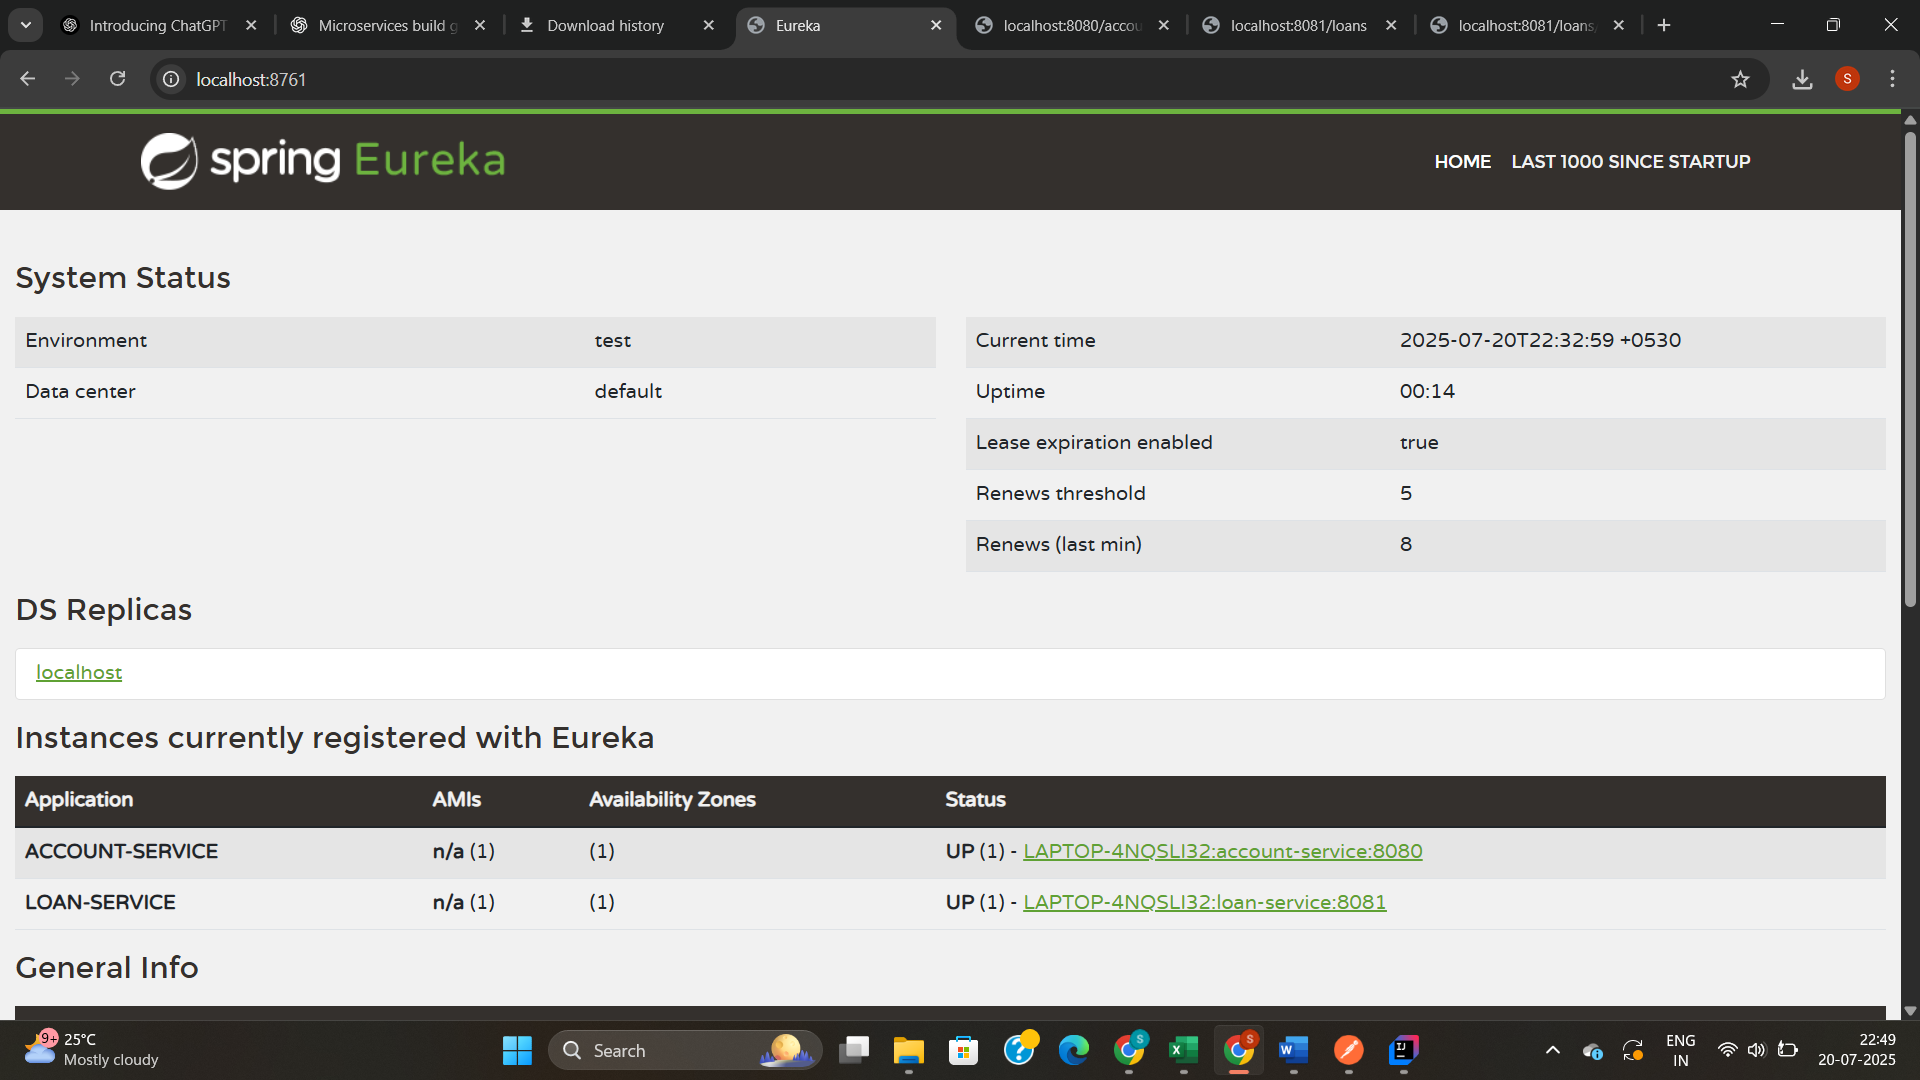 Introducing ChatGPT
Microservices build g
Download history
Eureka
localhost:8080/accou
localhost:8081/loans
localhost:8081/loans/
localhost:8761
S
spring Eureka
HOME LAST 1000 SINCE STARTUP
System Status
Environment test
Data center default
Current time 2025-07-20T22:32:59 +0530
Uptime 00:14
Lease expiration enabled true
Renews threshold 5
Renews (last min) 8
DS Replicas
localhost
Instances currently registered with Eureka
Application AMIs Availability Zones Status
ACCOUNT-SERVICE n/a (1) (1) UP (1) - LAPTOP-4NQSLI32:account-service:8080
LOAN-SERVICE n/a (1) (1) UP (1) - LAPTOP-4NQSLI32:loan-service:8081
General Info
9+
25°C
Mostly cloudy
Search
S
S
ENG
IN
22:49
20-07-2025